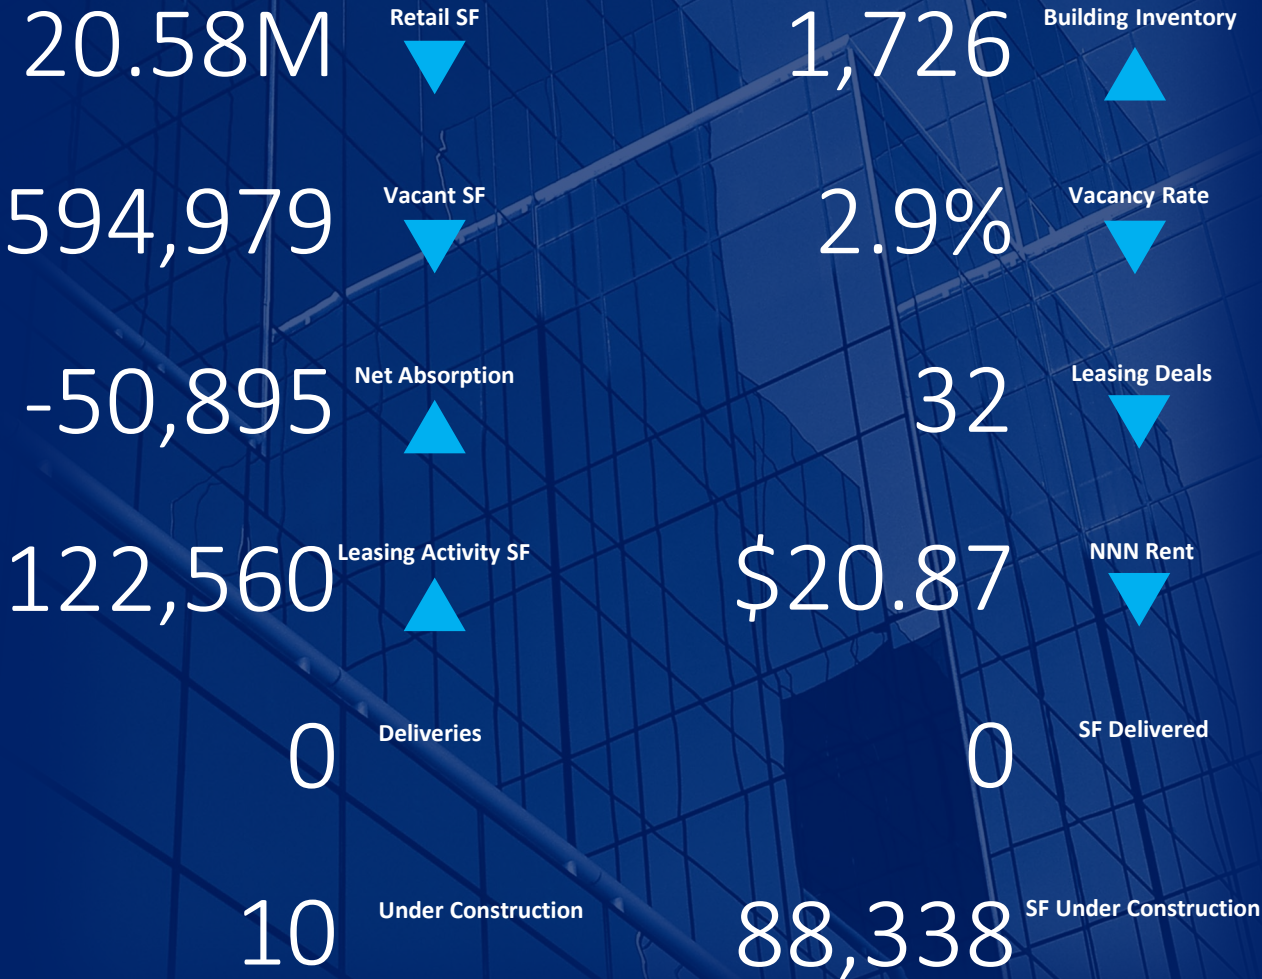 20.58M Retail SF
1,726 Building Inventory
594,979 Vacant SF
2.9% Vacancy Rate
-50,895 Net Absorption
32 Leasing Deals
122,560 Leasing Activity SF
$20.87 NNN Rent
0 Deliveries
0 SF Delivered
10 Under Construction
88,338 SF Under Construction